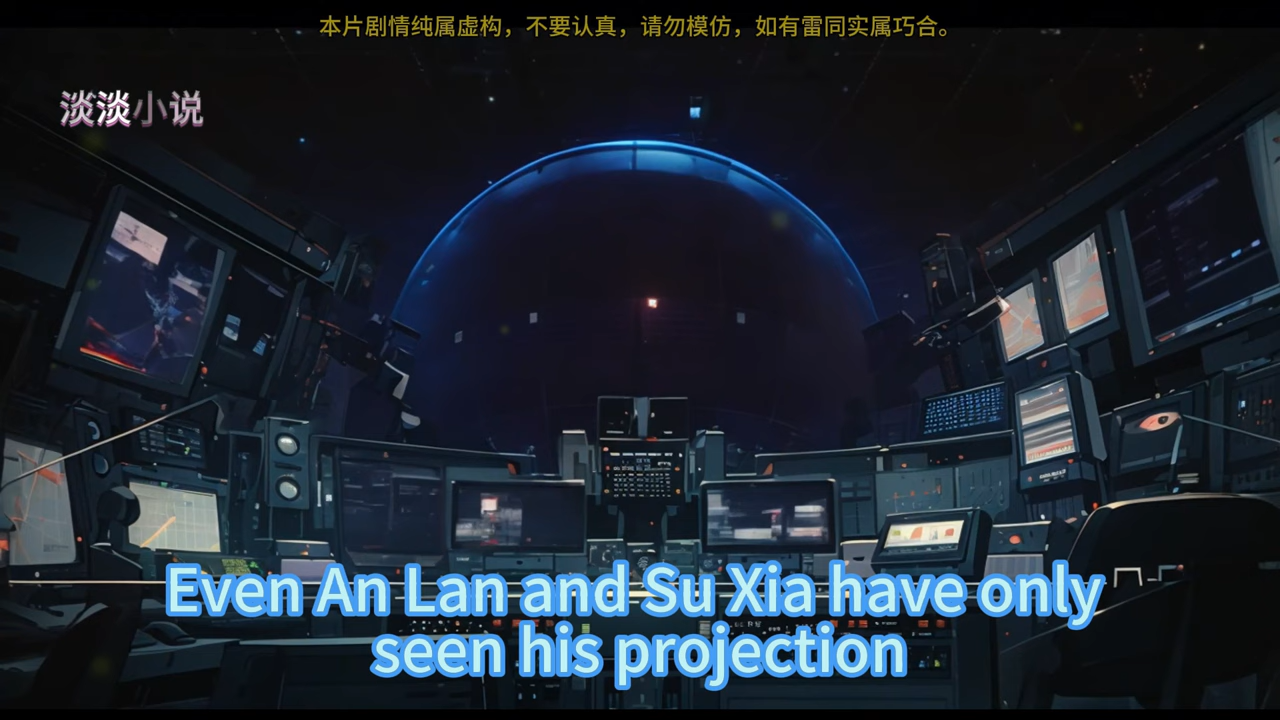 本片剧情纯属虚构，不要认真，请勿模仿，如有雷同实属巧合。
淡淡小说
Even An Lan and Su Xia have only
seen his projection